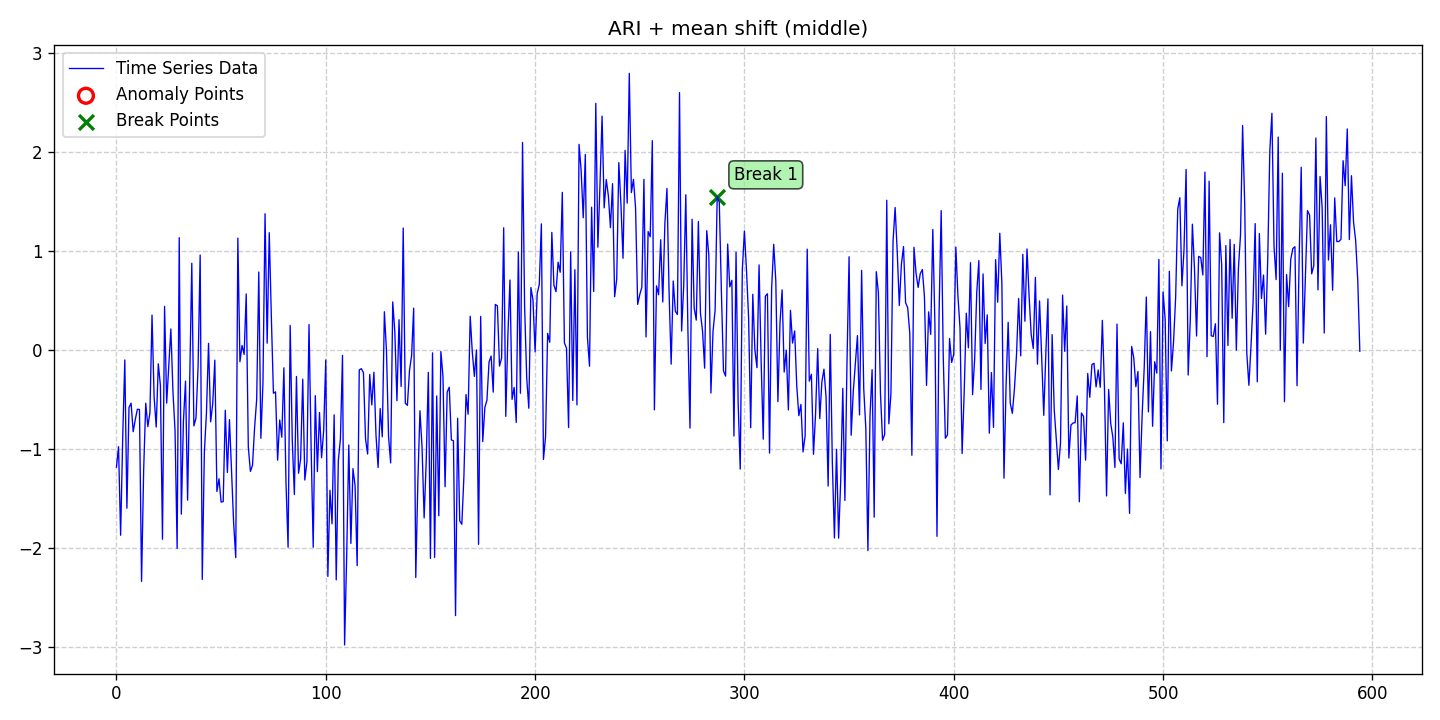 ARI + mean shift (middle)
Time Series Data
Anomaly Points
Break Points
Break 1
3
2
1
0
−1
−2
−3
0
100
200
300
400
500
600